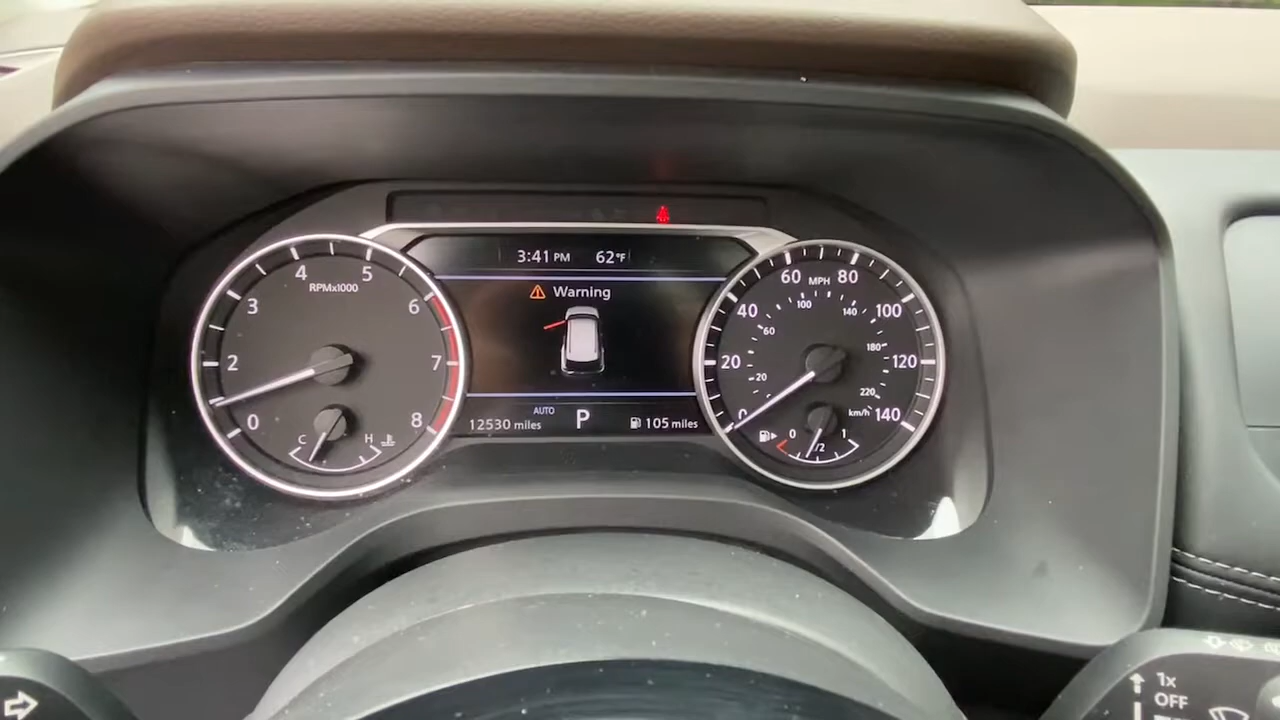 3:41 PM 62°F
Warning
4 5
RPMx1000
3 6
2 7
0 8
C H
60 MPH 80
100 140
40 100
60
180
20 120
20
220
0 km/h 140
0 1
1/2
AUTO
12530 miles P 105 miles
1x
OFF